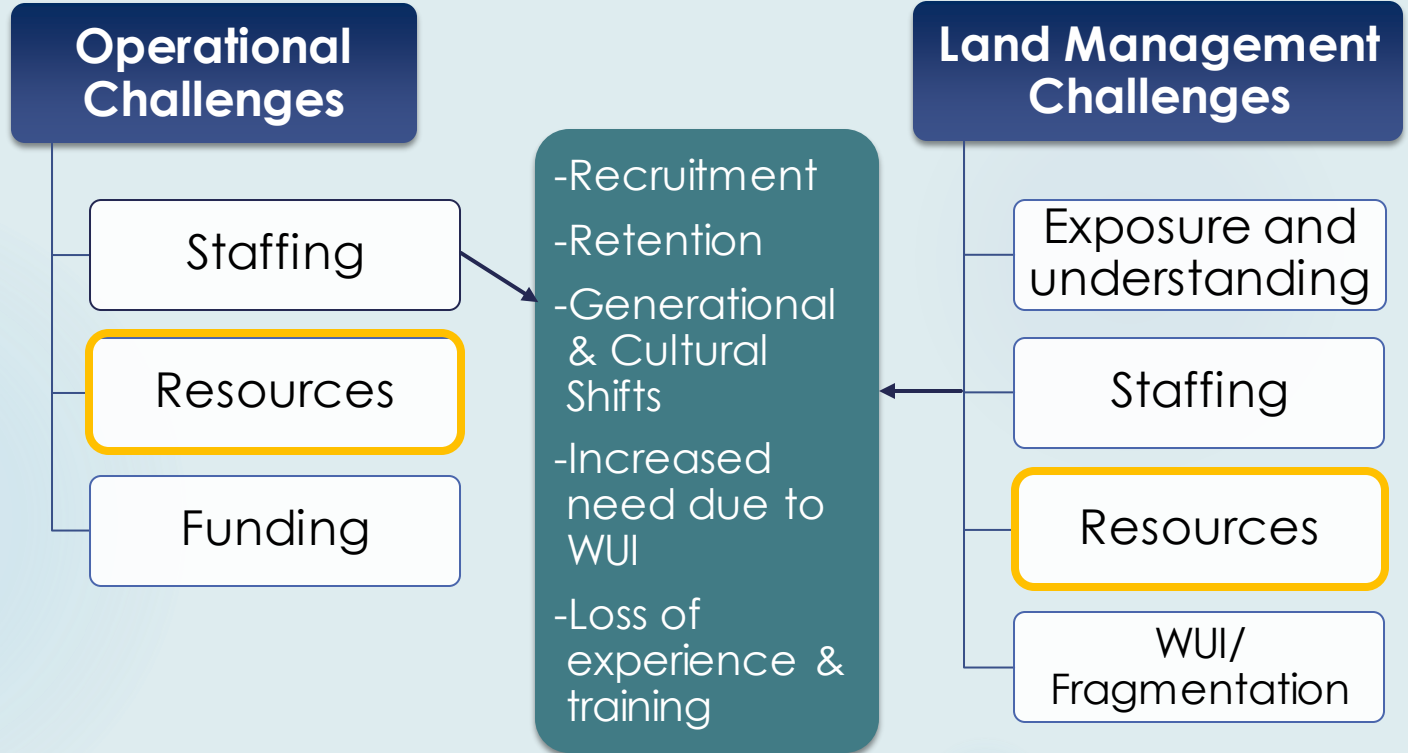 Operational
Challenges
Staffing
Resources
Funding
-Recruitment
-Retention
-Generational
& Cultural
Shifts
-Increased
need due to
WUI
-Loss of
experience &
training
Land Management
Challenges
Exposure and
understanding
Staffing
Resources
WUI/
Fragmentation